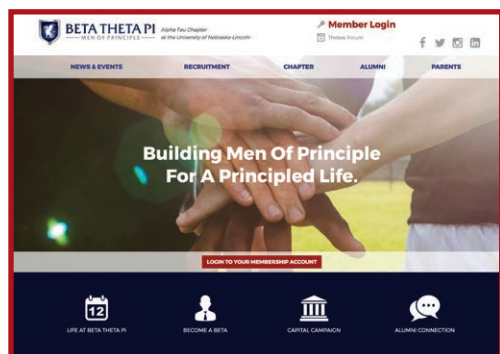 BETA THETA PI
MEN OF PRINCIPLE
Alpha Tau Chapter
at the University of Nebraska-Lincoln
Member Login
Thetes Forum
NEWS & EVENTS
RECRUITMENT
CHAPTER
ALUMNI
PARENTS
Building Men Of Principle
For A Principled Life.
LOGIN TO YOUR MEMBERSHIP ACCOUNT
12
LIFE AT BETA THETA PI
BECOME A BETA
CAPITAL CAMPAIGN
ALUMNI CONNECTION